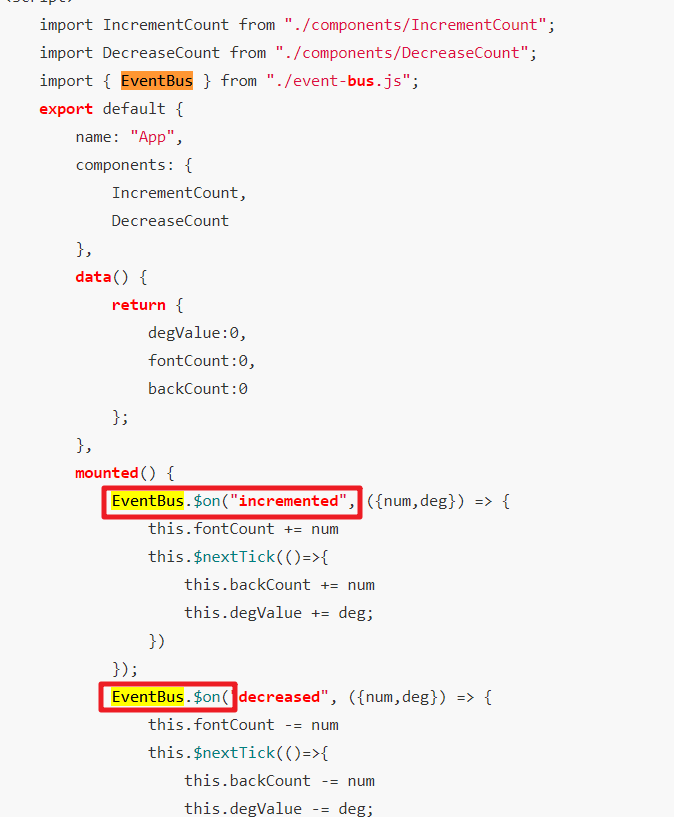 <script>
import IncrementCount from "./components/IncrementCount";
import DecreaseCount from "./components/DecreaseCount";
import { EventBus } from "./event-bus.js";
export default {
name: "App",
components: {
IncrementCount,
DecreaseCount
},
data() {
return {
degValue:0,
fontCount:0,
backCount:0
};
},
mounted() {
EventBus.$on("incremented", ({num,deg}) => {
this.fontCount += num
this.$nextTick(()=>{
this.backCount += num
this.degValue += deg;
})
});
EventBus.$on("decreased", ({num,deg}) => {
this.fontCount -= num
this.$nextTick(()=>{
this.backCount -= num
this.degValue -= deg;